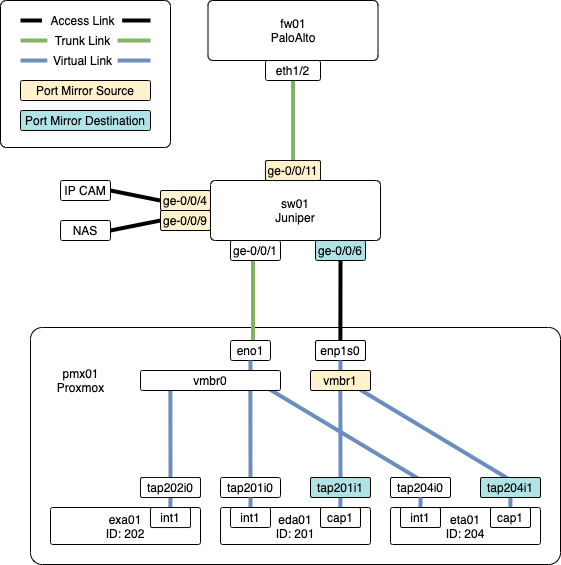 Access Link
Trunk Link
Virtual Link
Port Mirror Source
Port Mirror Destination
fw01
PaloAlto
eth1/2
ge-0/0/11
IP CAM
ge-0/0/4
NAS
ge-0/0/9
sw01
Juniper
ge-0/0/1
ge-0/0/6
eno1
enp1s0
pmx01
Proxmox
vmbr0
vmbr1
tap202i0
tap201i0
tap201i1
tap204i0
tap204i1
exa01
int1
ID: 202
int1
eda01
cap1
ID: 201
int1
eta01
cap1
ID: 204